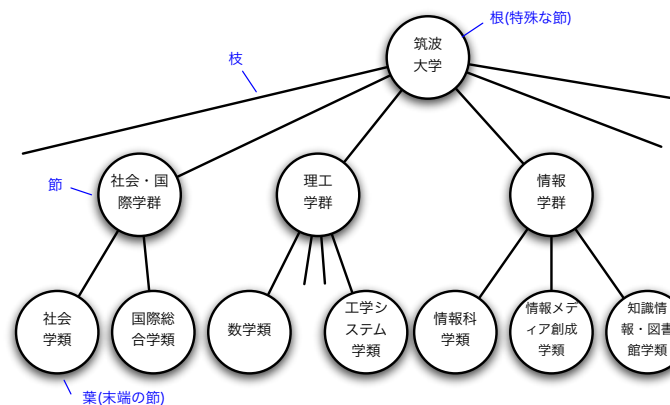 根(特殊な節)
筑波
大学
枝
節
社会・国
際学群
理工
学群
情報
学群
社会
学類
国際総
合学類
数学類
工学シ
ステム
学類
情報科
学類
情報メデ
ィア創成
学類
知識情
報・図書
館学類
葉(末端の節)